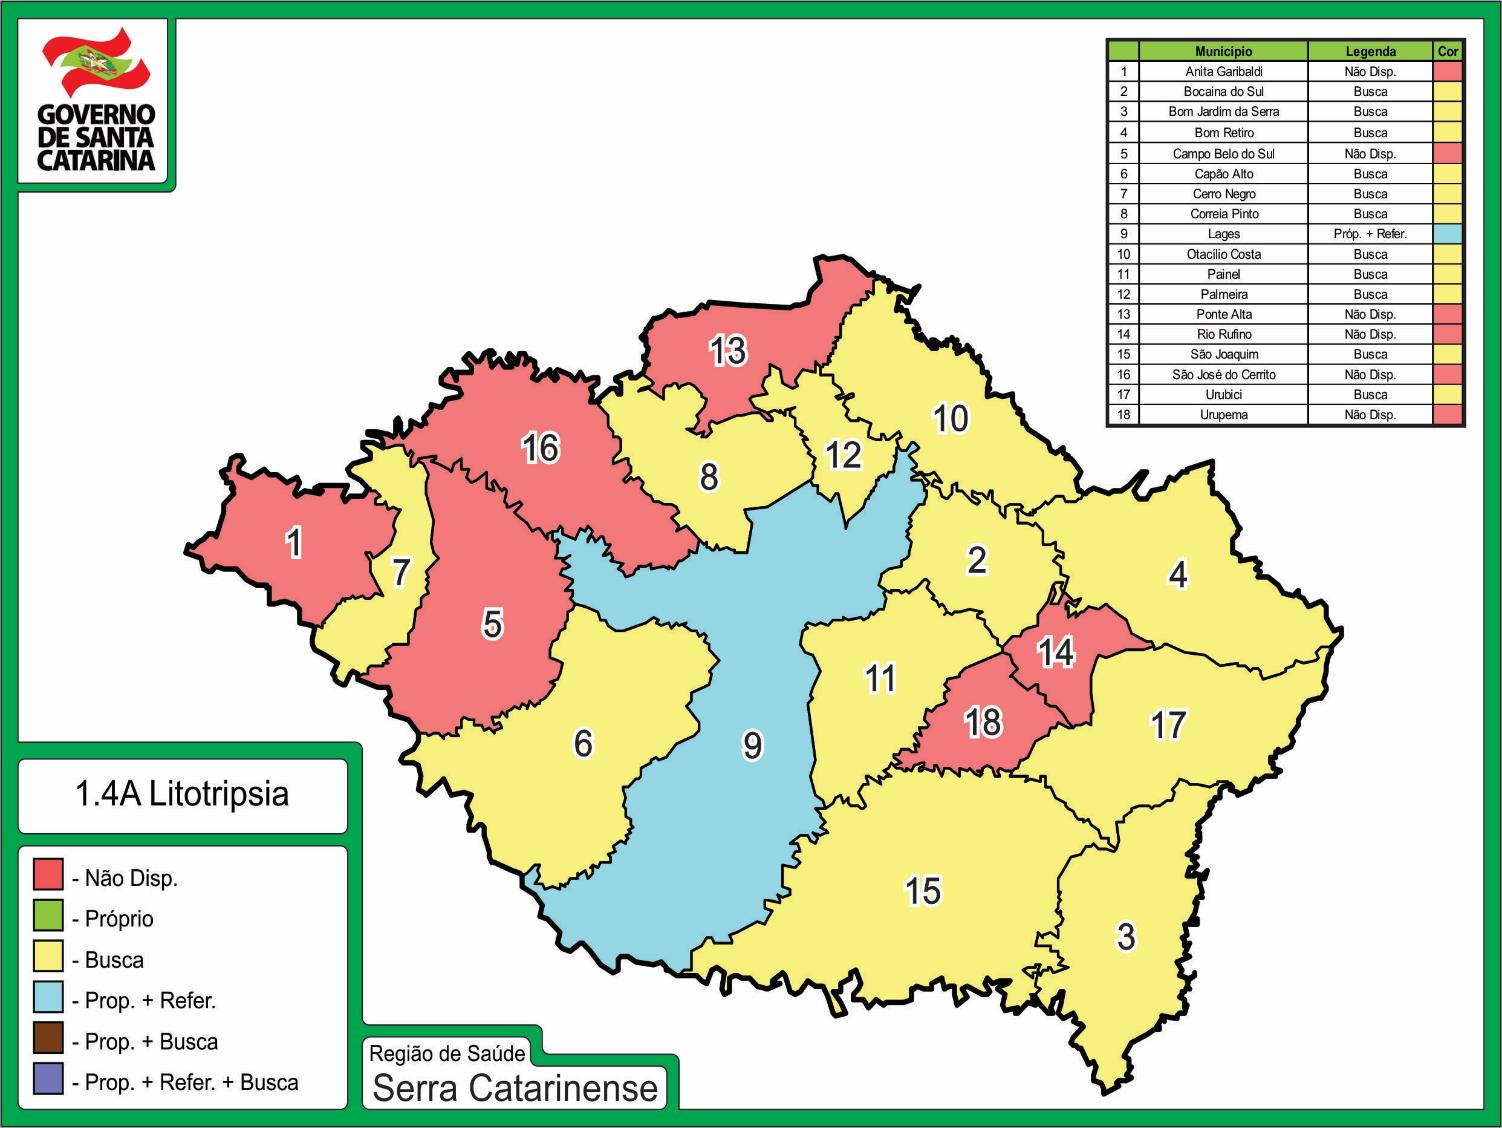 GOVERNO
DE SANTA
CATARINA
Município Legenda Cor
1 Anita Garibaldi Não Disp.
2 Bocaina do Sul Busca
3 Bom Jardim da Serra Busca
4 Bom Retiro Busca
5 Campo Belo do Sul Não Disp.
6 Capão Alto Busca
7 Cerro Negro Busca
8 Correia Pinto Busca
9 Lages Próp. + Refer.
10 Otacílio Costa Busca
11 Painel Busca
12 Palmeira Busca
13 Ponte Alta Não Disp.
14 Rio Rufino Não Disp.
15 São Joaquim Busca
16 São José do Cerrito Não Disp.
17 Urubici Busca
18 Urupema Não Disp.
13
10
16
12
8
1
2
7
4
5
14
11
18
17
6
9
15
3
1.4A Litotripsia
- Não Disp.
- Próprio
- Busca
- Prop. + Refer.
- Prop. + Busca
- Prop. + Refer. + Busca
Região de Saúde
Serra Catarinense